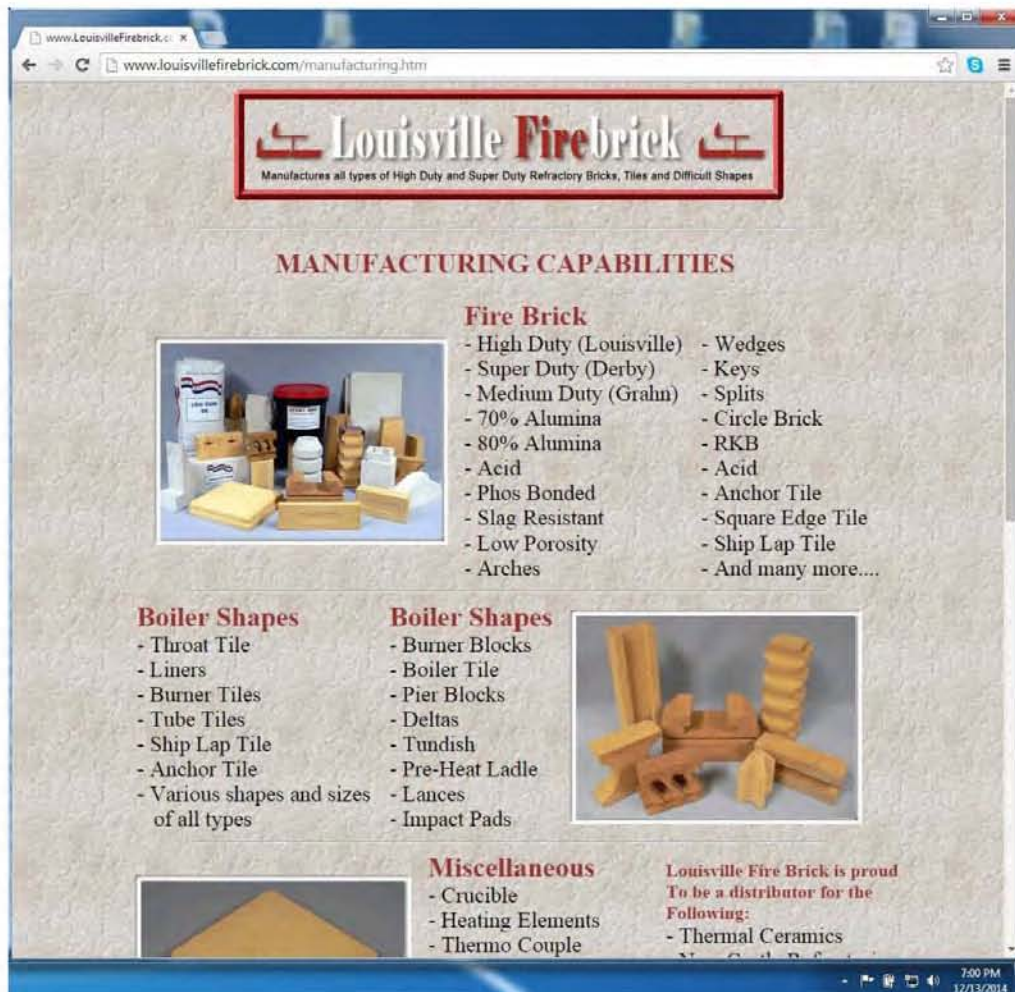 www.LouisvilleFirebrick.c
www.louisvillefirebrick.com/manufacturing.htm
Louisville Firebrick
Manufactures all types of High Duty and Super Duty Refractory Bricks, Tiles and Difficult Shapes
MANUFACTURING CAPABILITIES
Fire Brick
- High Duty (Louisville)
- Super Duty (Derby)
- Medium Duty (Grahn)
- 70% Alumina
- 80% Alumina
- Acid
- Phos Bonded
- Slag Resistant
- Low Porosity
- Arches
- Wedges
- Keys
- Splits
- Circle Brick
- RKB
- Acid
- Anchor Tile
- Square Edge Tile
- Ship Lap Tile
- And many more....
Boiler Shapes
- Throat Tile
- Liners
- Burner Tiles
- Tube Tiles
- Ship Lap Tile
- Anchor Tile
- Various shapes and sizes
of all types
Boiler Shapes
- Burner Blocks
- Boiler Tile
- Pier Blocks
- Deltas
- Tundish
- Pre-Heat Ladle
- Lances
- Impact Pads
Miscellaneous
- Crucible
- Heating Elements
- Thermo Couple
Louisville Fire Brick is proud
To be a distributor for the
Following:
- Thermal Ceramics
7:00 PM
12/13/2014